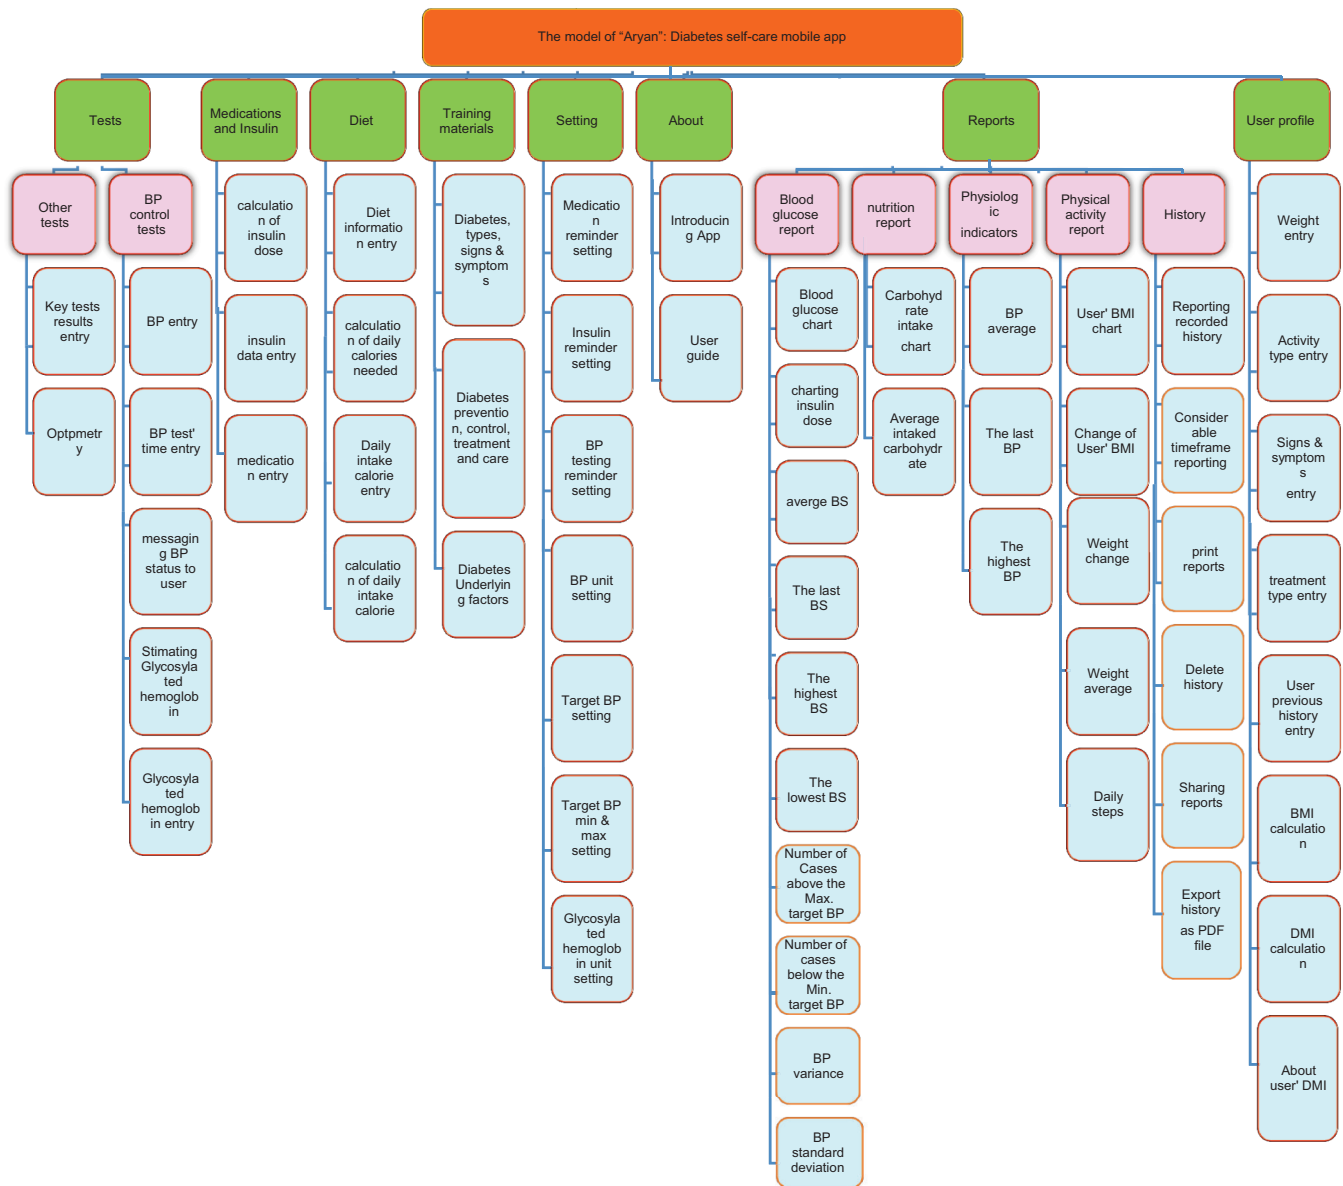 The model of “Aryan”: Diabetes self-care mobile app
Tests
Medications
and Insulin
Diet
Training
materials
Setting
About
Reports
User profile
Other
tests
Key tests
results
entry
Optpmetr
y
BP
control
tests
BP entry
BP test'
time entry
messagin
g BP
status to
user
Stimating
Glycosyla
ted
hemoglob
in
Glycosyla
ted
hemoglob
in entry
calculatio
n of
insulin
dose
insulin
data entry
medicatio
n entry
Diet
informatio
n entry
calculatio
n of daily
calories
needed
Daily
intake
calorie
entry
calculatio
n of daily
intake
calorie
Diabetes,
types,
signs &
symptom
s
Diabetes
preventio
n, control,
treatment
and care
Diabetes
Underlyin
g factors
Medicatio
n
reminder
setting
Insulin
reminder
setting
BP
testing
reminder
setting
BP unit
setting
Target BP
setting
Target BP
min &
max
setting
Glycosyla
ted
hemoglob
in unit
setting
Introducin
g App
User
guide
Blood
glucose
report
Blood
glucose
chart
charting
insulin
dose
averge BS
The last
BS
The
highest
BS
The
lowest BS
Number of
Cases
above the
Max.
target BP
Number of
cases
below the
Min.
target BP
BP
variance
BP
standard
deviation
nutrition
report
Carbohyd
rate
intake
chart
Average
intaked
carbohydr
ate
Physiolog
ic
indicators
BP
average
The last
BP
The
highest
BP
Physical
activity
report
User' BMI
chart
Change of
User' BMI
Weight
change
Weight
average
Daily
steps
History
Reporting
recorded
history
Consider
able
timeframe
reporting
print
reports
Delete
history
Sharing
reports
Export
history
as PDF
file
Weight
entry
Activity
type entry
Signs &
symptom
s
entry
treatment
type entry
User
previous
history
entry
BMI
calculatio
n
DMI
calculatio
n
About
user' DMI